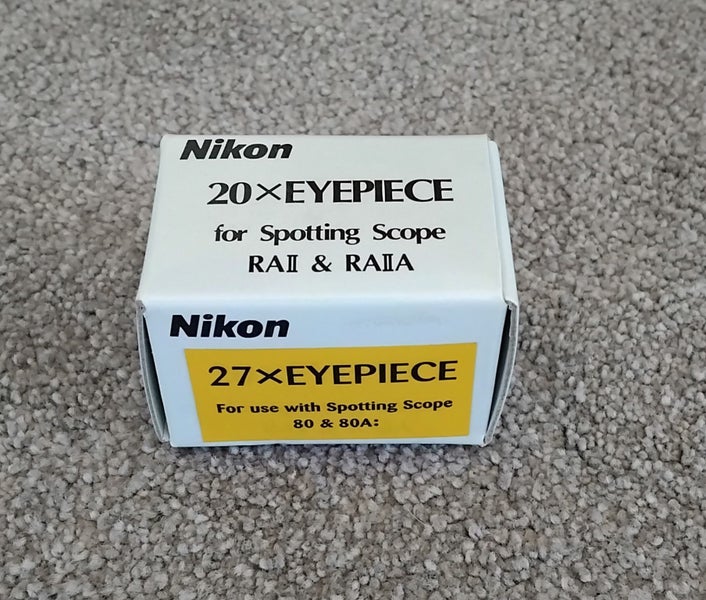 Nikon
20×EYEPIECE
for Spotting Scope
RAⅡ & RAⅡA
Nikon
27×EYEPIECE
For use with Spotting Scope
80 & 80A: